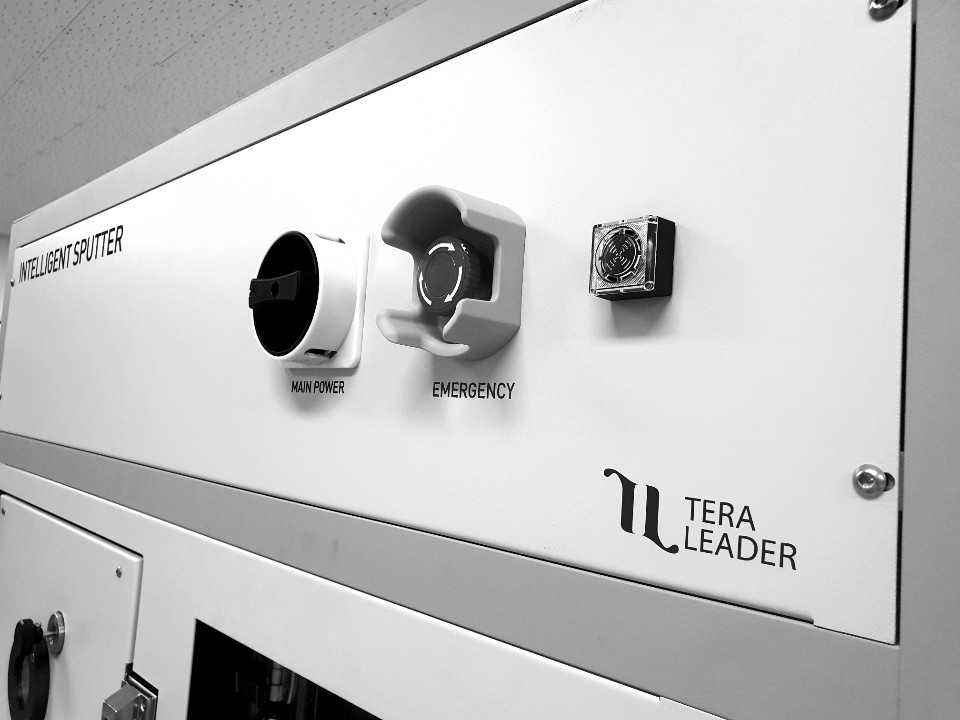 INTELLIGENT SPUTTER
MAIN POWER
EMERGENCY
TERA
LEADER